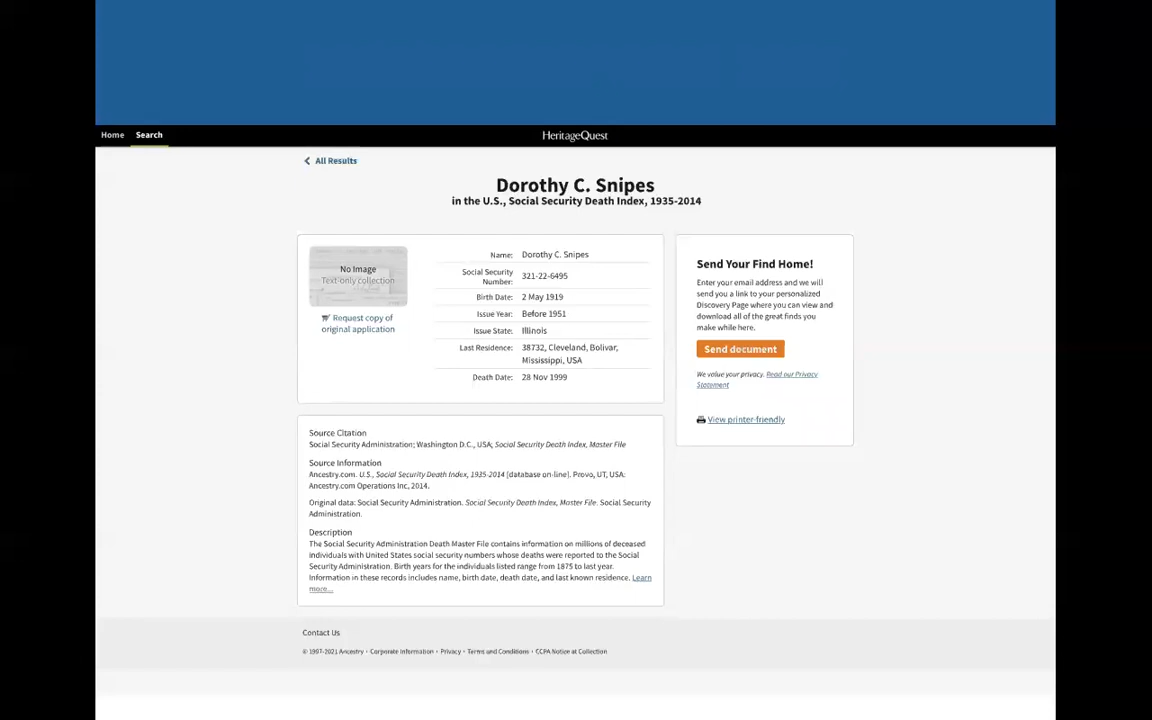 Home Search HeritageQuest
All Results
Dorothy C. Snipes
in the U.S., Social Security Death Index, 1935-2014
No Image
Text-only collection
Request copy of
original application
Name: Dorothy C. Snipes
Social Security
Number: 321-22-6495
Birth Date: 2 May 1919
Issue Year: Before 1951
Issue State: Illinois
Last Residence: 38732, Cleveland, Bolivar,
Mississippi, USA
Death Date: 28 Nov 1999
Send Your Find Home!
Enter your email address and we will
send you a link to your personalized
Discovery Page where you can view and
download all of the great finds you
make while here.
Send document
We value your privacy. Read our Privacy
Statement
View printer-friendly
Source Citation
Social Security Administration; Washington D.C., USA; Social Security Death Index, Master File
Source Information
Ancestry.com. U.S., Social Security Death Index, 1935-2014 [database on-line]. Provo, UT, USA:
Ancestry.com Operations Inc, 2014.
Original data: Social Security Administration. Social Security Death Index, Master File. Social Security
Administration.
Description
The Social Security Administration Death Master File contains information on millions of deceased
individuals with United States social security numbers whose deaths were reported to the Social
Security Administration. Birth years for the individuals listed range from 1875 to last year.
Information in these records includes name, birth date, death date, and last known residence. Learn
more...
Contact Us
© 1997-2021 Ancestry • Corporate Information • Privacy • Terms and Conditions • CCPA Notice at Collection